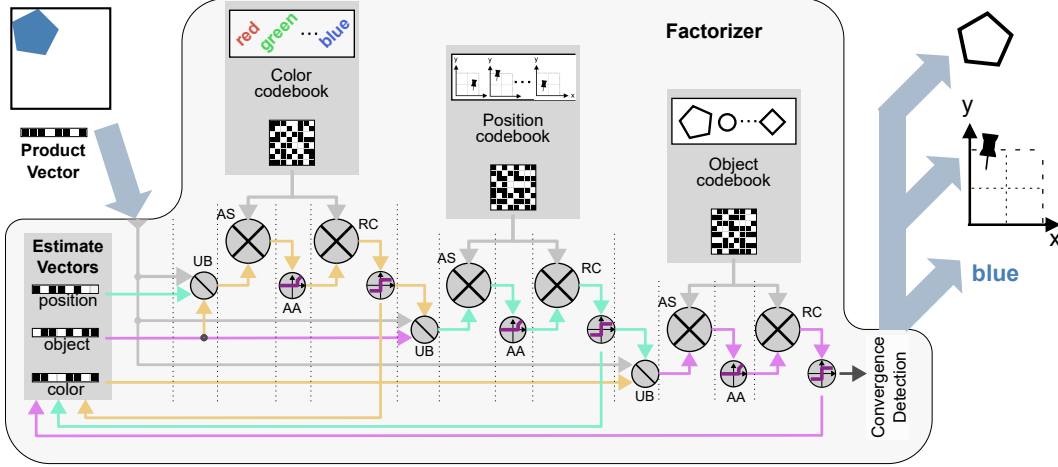 Factorizer
red
green
...
blue
Color
codebook
y
y
y
...
x
Position
codebook
...
Object
codebook
Product
Vector
y
x
blue
Estimate
Vectors
position
object
color
UB
AS
AA
RC
UB
AS
AA
RC
UB
AS
AA
RC
Convergence
Detection